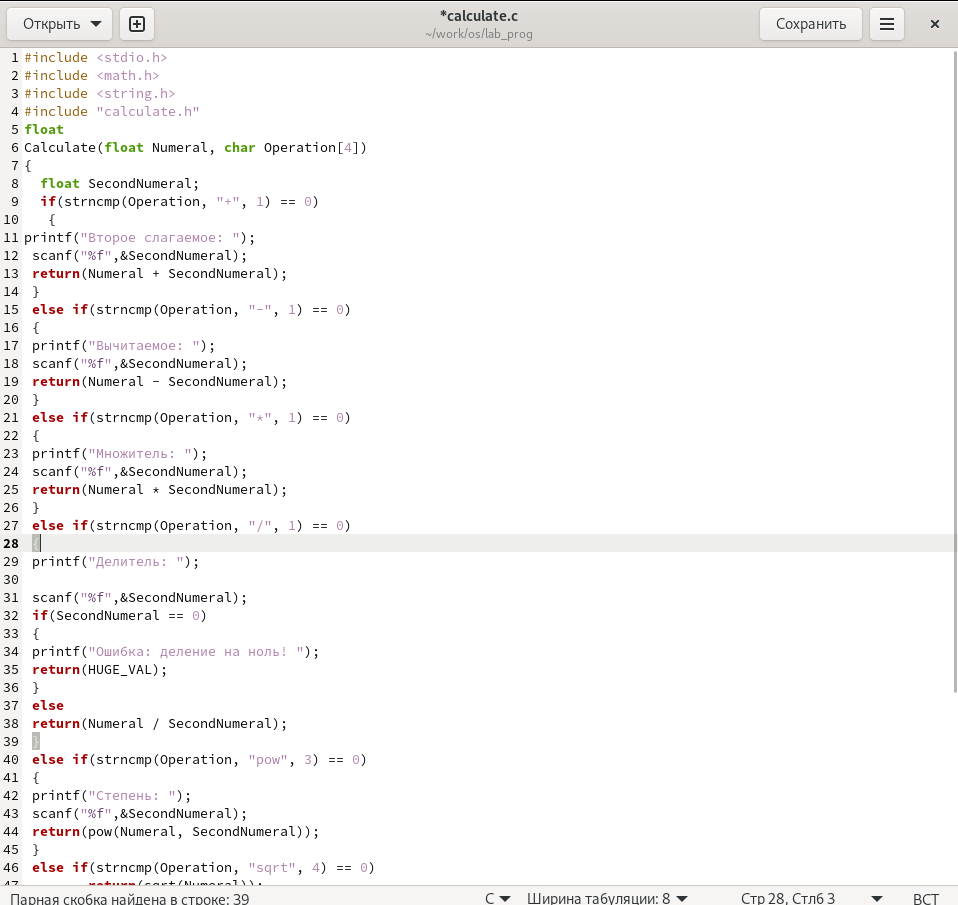 Открыть
*calculate.c
~/work/os/lab_prog
Сохранить
1 #include <stdio.h>
2 #include <math.h>
3 #include <string.h>
4 #include "calculate.h"
5 float
6 Calculate(float Numeral, char Operation[4])
7 {
8 float SecondNumeral;
9 if(strncmp(Operation, "+", 1) == 0)
10 {
11 printf("Второе слагаемое: ");
12 scanf("%f",&SecondNumeral);
13 return(Numeral + SecondNumeral);
14 }
15 else if(strncmp(Operation, "-", 1) == 0)
16 {
17 printf("Вычитаемое: ");
18 scanf("%f",&SecondNumeral);
19 return(Numeral - SecondNumeral);
20 }
21 else if(strncmp(Operation, "*", 1) == 0)
22 {
23 printf("Множитель: ");
24 scanf("%f",&SecondNumeral);
25 return(Numeral * SecondNumeral);
26 }
27 else if(strncmp(Operation, "/", 1) == 0)
28 {
29 printf("Делитель: ");
30
31 scanf("%f",&SecondNumeral);
32 if(SecondNumeral == 0)
33 {
34 printf("Ошибка: деление на ноль! ");
35 return(HUGE_VAL);
36 }
37 else
38 return(Numeral / SecondNumeral);
39 }
40 else if(strncmp(Operation, "pow", 3) == 0)
41 {
42 printf("Степень: ");
43 scanf("%f",&SecondNumeral);
44 return(pow(Numeral, SecondNumeral));
45 }
46 else if(strncmp(Operation, "sqrt", 4) == 0)
47 return(sqrt(Numeral));
Парная скобка найдена в строке: 39
C
Ширина табуляции: 8
Стр 28, Стлб 3
ВСТ